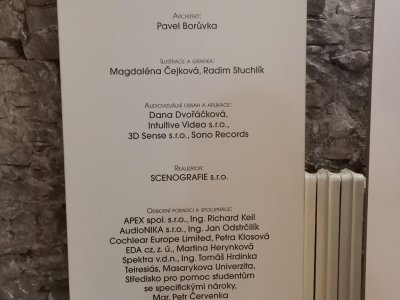 Architekt:
Pavel Borůvka
Ilustrace a grafika:
Magdaléna Čejková, Radim Stuchlík
Audiovizuální obsah a aplikace:
Dana Dvořáčková,
Intuitive Video s.r.o.,
3D Sense s.r.o., Sono Records
Realizátor:
SCENOGRAFIE s.r.o.
Odborní poradci a spolupráce:
APEX spol. s.r.o., Ing. Richard Keil
AudioNIKA s.r.o., Ing. Jan Odstrčilík
Cochlear Europe Limited, Petra Klosová
EDA cz, z. ú., Martina Herynková
Spektra v.d.n., Ing. Tomáš Hrdinka
Teiresiás, Masarykova Univerzita,
Středisko pro pomoc studentům
se specifickými nároky,
Mgr. Petr Červenka